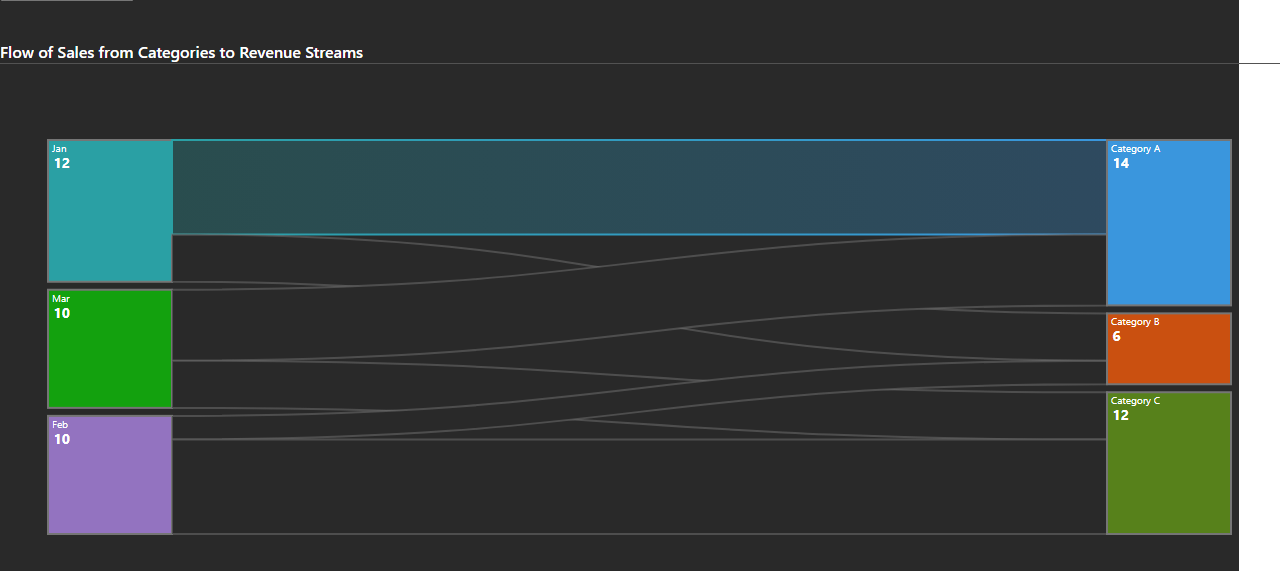 Flow of Sales from Categories to Revenue Streams
Jan
12
Category A
14
Mar
10
Category B
6
Category C
12
Feb
10